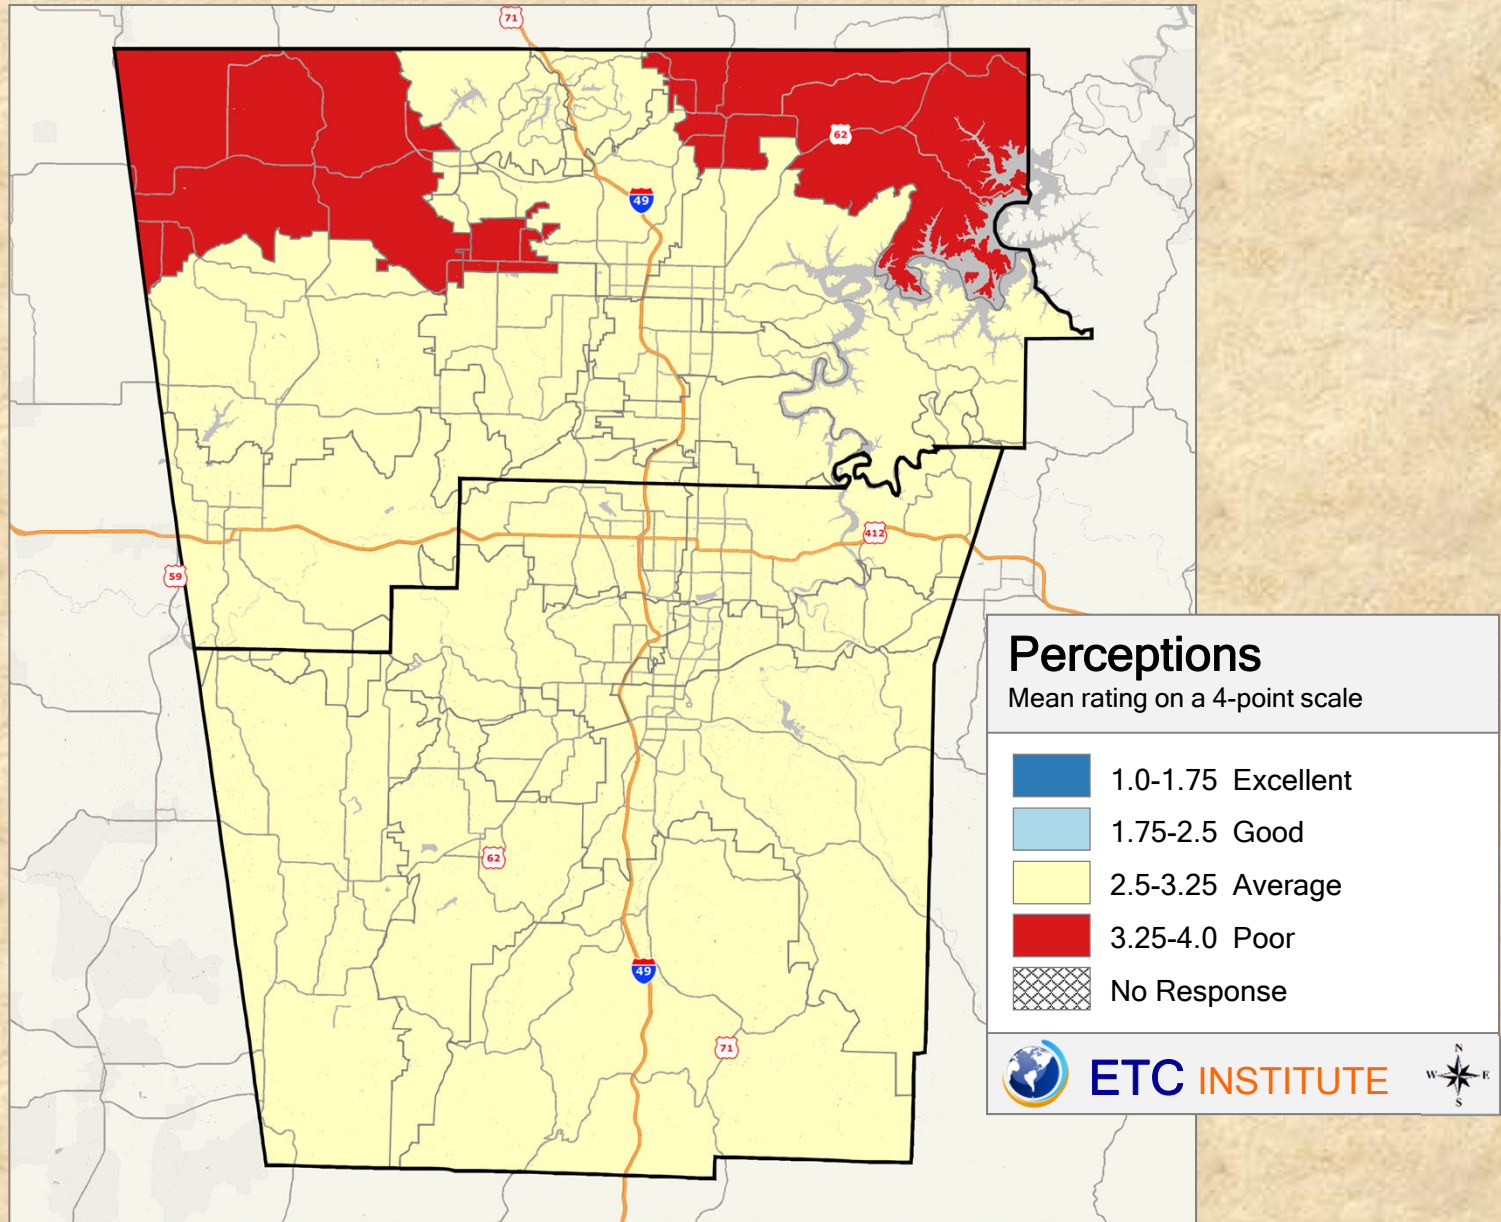 71
62
49
412
59
62
49
71
Perceptions
Mean rating on a 4-point scale
1.0-1.75 Excellent
1.75-2.5 Good
2.5-3.25 Average
3.25-4.0 Poor
No Response
ETC INSTITUTE
N
W E
S